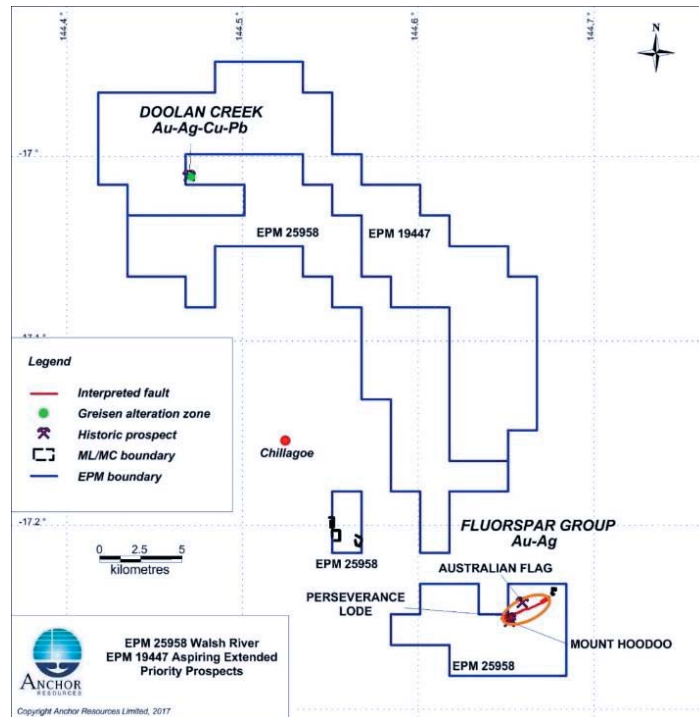 144.4°
144.5°
144.6°
144.7°
N
DOOLAN CREEK
Au-Ag-Cu-Pb
-17°
EPM 25958
EPM 19447
-17.1°
Legend
Interpreted fault
Greisen alteration zone
Historic prospect
ML/MC boundary
EPM boundary
Chillagoe
-17.2°
FLUORSPAR GROUP
Au-Ag
0 2.5 5
kilometres
EPM 25958
AUSTRALIAN FLAG
PERSEVERANCE
LODE
MOUNT HOODOO
EPM 25958
ANCHOR
RESOURCES
EPM 25958 Walsh River
EPM 19447 Aspiring Extended
Priority Prospects
Copyright Anchor Resources Limited, 2017